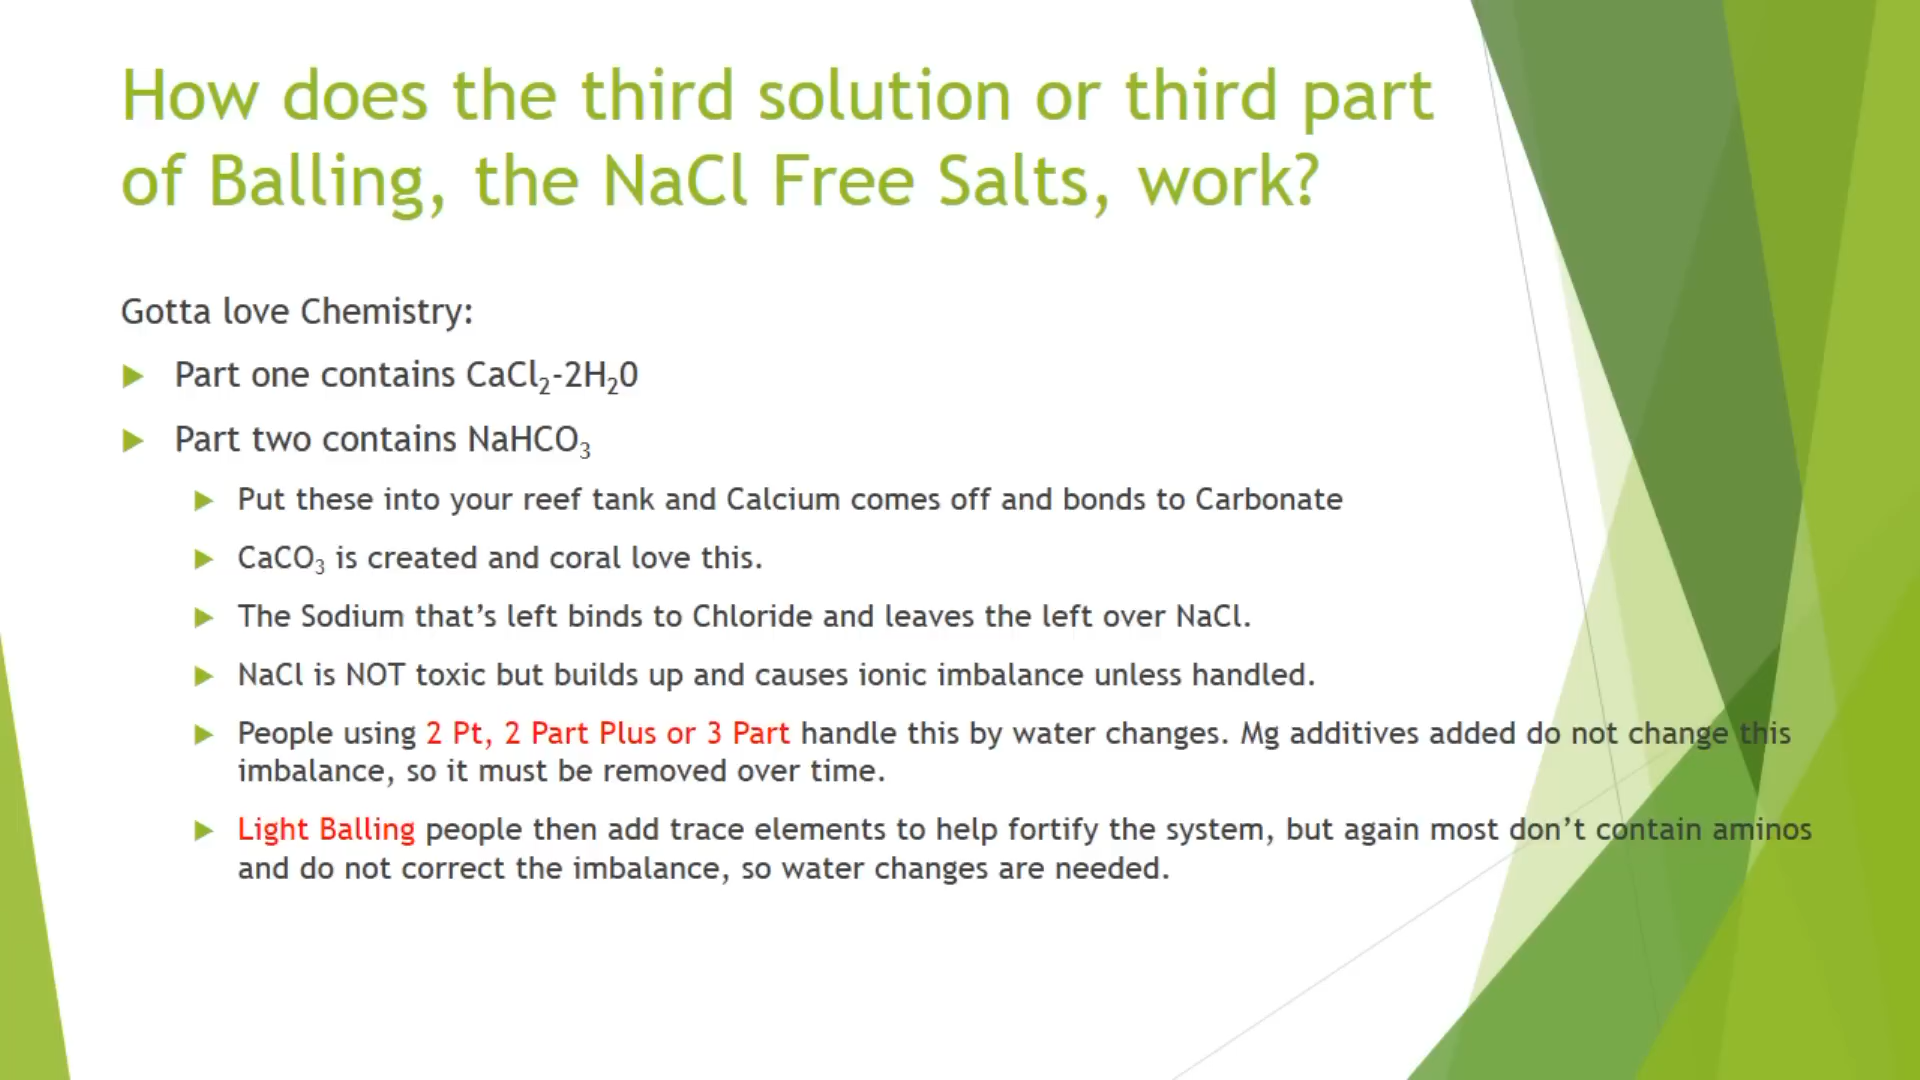 How does the third solution or third part
of Balling, the NaCl Free Salts, work?
Gotta love Chemistry:
Part one contains CaCl₂-2H₂0
Part two contains NaHCO₃
Put these into your reef tank and Calcium comes off and bonds to Carbonate
CaCO₃ is created and coral love this.
The Sodium that’s left binds to Chloride and leaves the left over NaCl.
NaCl is NOT toxic but builds up and causes ionic imbalance unless handled.
People using 2 Pt, 2 Part Plus or 3 Part handle this by water changes. Mg additives added do not change this
imbalance, so it must be removed over time.
Light Balling people then add trace elements to help fortify the system, but again most don’t contain aminos
and do not correct the imbalance, so water changes are needed.